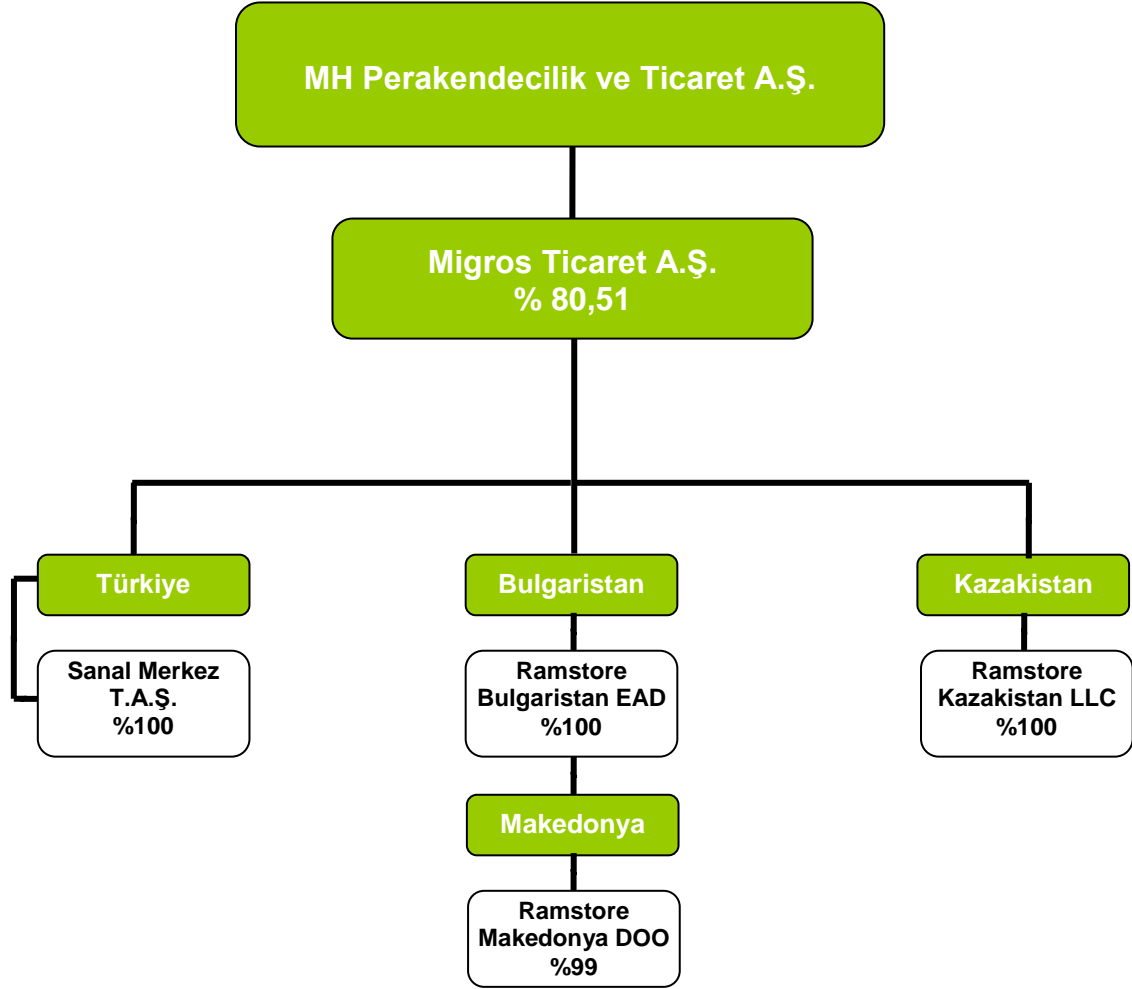 MH Perakendecilik ve Ticaret A.Ş.
Migros Ticaret A.Ş.
% 80,51
Türkiye
Bulgaristan
Kazakistan
Sanal Merkez
T.A.Ş.
%100
Ramstore
Bulgaristan EAD
%100
Ramstore
Kazakistan LLC
%100
Makedonya
Ramstore
Makedonya DOO
%99